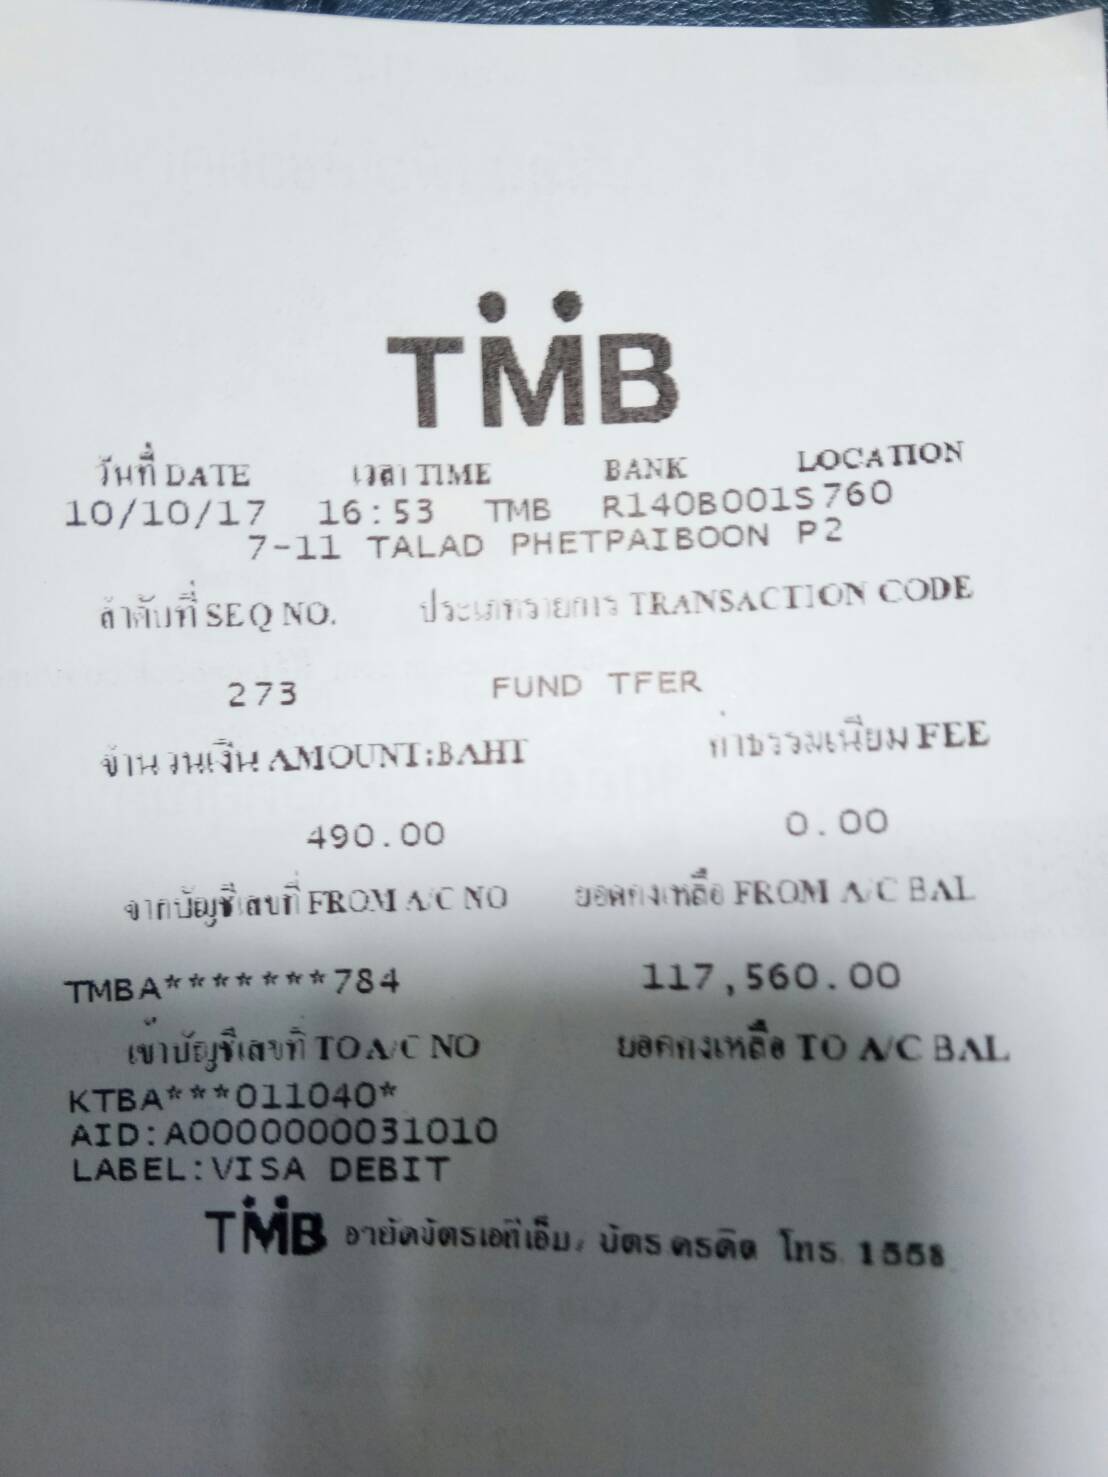 TMB
วันที่ DATE เวลา TIME BANK LOCATION
10/10/17 16:53 TMB R140B001S760
7-11 TALAD PHETPAIBOON P2
ลำดับที่ SEQ NO. ประเภทรายการ TRANSACTION CODE
273 FUND TFER
จำนวนเงิน AMOUNT:BAHT ค่าธรรมเนียม FEE
490.00 0.00
จากบัญชีเลขที่ FROM A/C NO ยอดคงเหลือ FROM A/C BAL
TMBA*******784 117,560.00
เข้าบัญชีเลขที่ TO A/C NO ยอดคงเหลือ TO A/C BAL
KTBA***011040*
AID:A0000000031010
LABEL:VISA DEBIT
TMB อายัดบัตรเอทีเอ็ม, บัตรเครดิต โทร. 1558